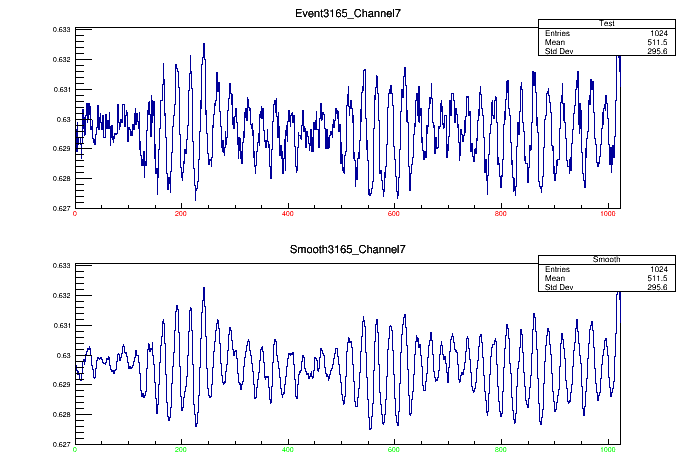 Event3165_Channel7
Test
Entries 1024
Mean 511.5
Std Dev 295.6
0.631
0.632
0.631
0.63
0.629
0.628
0.627
0 200 400 600 800 1000
Smooth3165_Channel7
Smooth
Entries 1024
Mean 511.5
Std Dev 295.6
0.631
0.632
0.631
0.63
0.629
0.628
0.627
0 200 400 600 800 1000